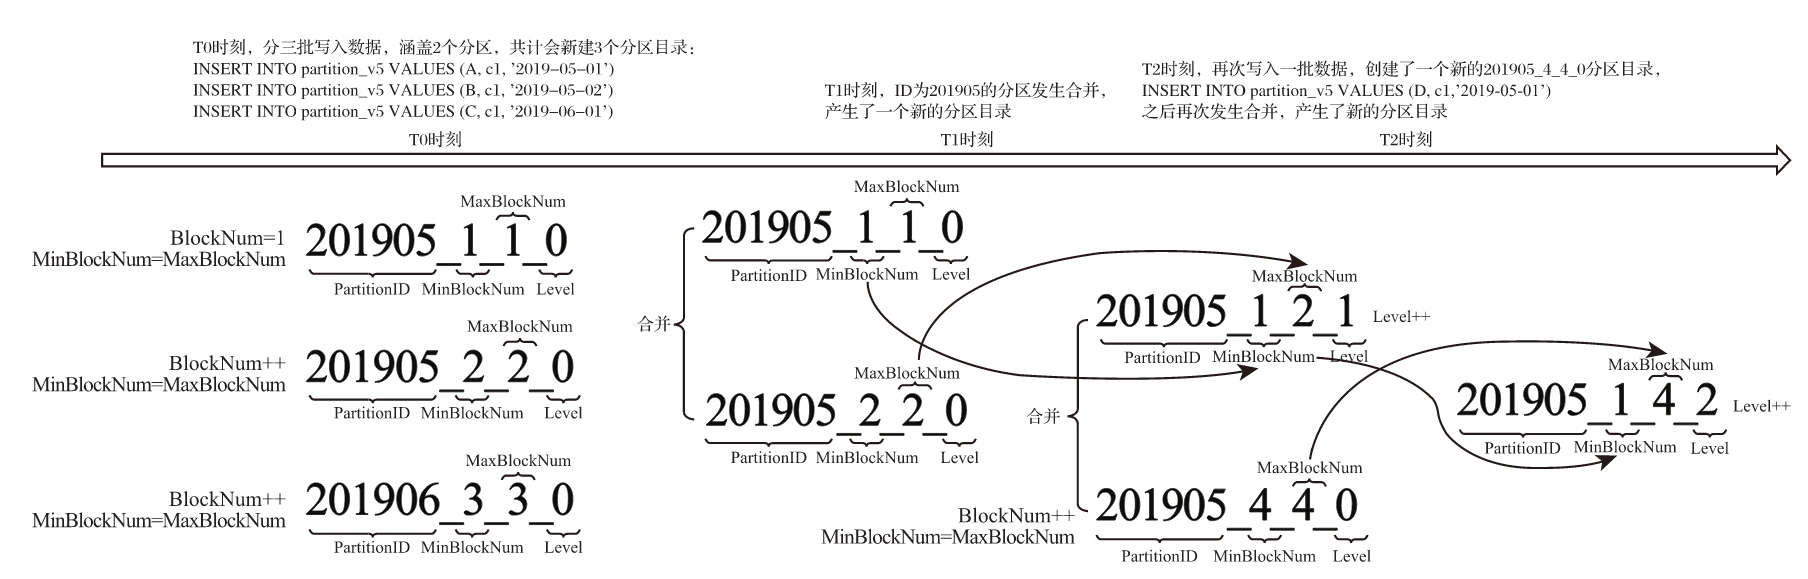 T0时刻，分三批写入数据，涵盖2个分区，共计会新建3个分区目录：
INSERT INTO partition_v5 VALUES (A, c1, ’2019-05-01’)
INSERT INTO partition_v5 VALUES (B, c1, ’2019-05-02’)
INSERT INTO partition_v5 VALUES (C, c1, ’2019-06-01’)
T0时刻
T1时刻，ID为201905的分区发生合并，
产生了一个新的分区目录
T1时刻
T2时刻，再次写入一批数据，创建了一个新的201905_4_4_0分区目录，
INSERT INTO partition_v5 VALUES (D, c1,’2019-05-01’)
之后再次发生合并，产生了新的分区目录
T2时刻
BlockNum=1
MinBlockNum=MaxBlockNum
MaxBlockNum
201905_1_1_0
PartitionID MinBlockNum Level
BlockNum++
MinBlockNum=MaxBlockNum
MaxBlockNum
201905_2_2_0
PartitionID MinBlockNum Level
BlockNum++
MinBlockNum=MaxBlockNum
MaxBlockNum
201906_3_3_0
PartitionID MinBlockNum Level
合并
MaxBlockNum
201905_1_1_0
PartitionID MinBlockNum Level
MaxBlockNum
201905_2_2_0
PartitionID MinBlockNum Level
合并
MaxBlockNum
201905_1_2_1 Level++
PartitionID MinBlockNum Level
BlockNum++
MinBlockNum=MaxBlockNum
MaxBlockNum
201905_4_4_0
PartitionID MinBlockNum Level
MaxBlockNum
201905_1_4_2 Level++
PartitionID MinBlockNum Level